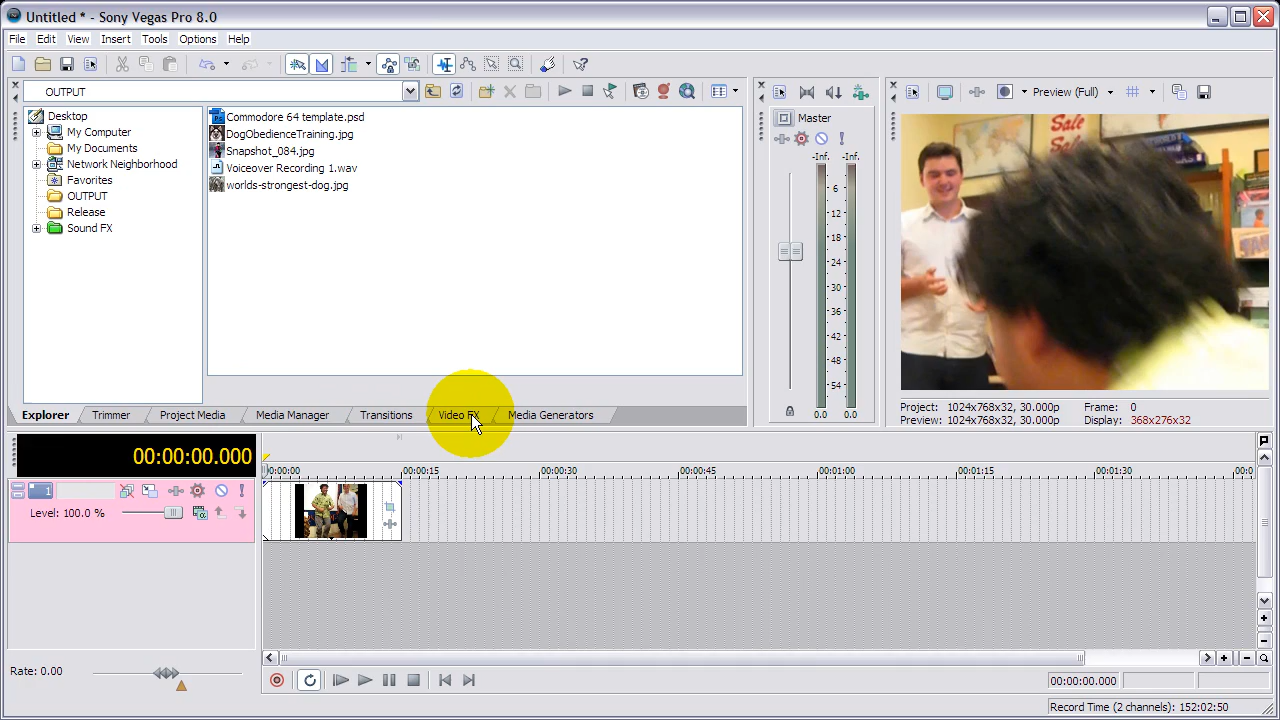 Untitled * - Sony Vegas Pro 8.0
File Edit View Insert Tools Options Help
OUTPUT
Preview (Full)
Desktop
My Computer
My Documents
Network Neighborhood
Favorites
OUTPUT
Release
Sound FX
Commodore 64 template.psd
DogObedienceTraining.jpg
Snapshot_084.jpg
Voiceover Recording 1.wav
worlds-strongest-dog.jpg
Master
-Inf. -Inf.
6
12
18
24
30
36
42
48
54
0.0 0.0
Sale
Sale
Project: 1024x768x32, 30.000p Frame: 0
Preview: 1024x768x32, 30.000p Display: 368x276x32
Explorer Trimmer Project Media Media Manager Transitions Video FX Media Generators
00:00:00.000
0:00:00 00:00:15 00:00:30 00:00:45 00:01:00 00:01:15 00:01:30 00:0
1
Level: 100.0 %
Rate: 0.00
00:00:00.000
Record Time (2 channels): 152:02:50